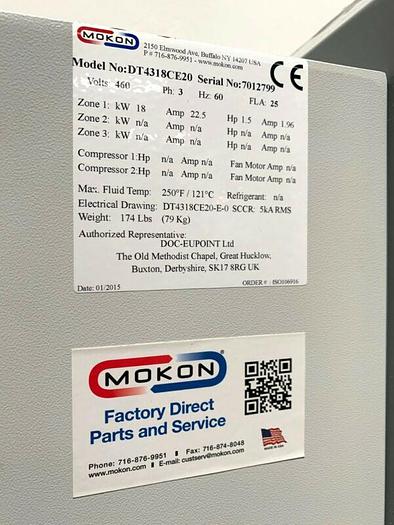 MOKON
2150 Elmwood Ave, Buffalo NY 14207 USA
P# 716-876-9951 - www.mokon.com
Model No:DT4318CE20 Serial No:7012799 CE
Volts: 460 Ph: 3 Hz: 60 FLA: 25
Zone 1: kW 18 Amp 22.5 Hp 1.5 Amp 1.96
Zone 2: kW n/a Amp n/a Hp n/a Amp n/a
Zone 3: kW n/a Amp n/a Hp n/a Amp n/a
Compressor 1:Hp n/a Amp n/a Fan Motor Amp n/a
Compressor 2:Hp n/a Amp n/a Fan Motor Amp n/a
Max. Fluid Temp: 250°F / 121°C Refrigerant: n/a
Electrical Drawing: DT4318CE20-E-0 SCCR: 5kA RMS
Weight: 174 Lbs (79 Kg)
Authorized Representative:
DOC-EUPOINT Ltd
The Old Methodist Chapel, Great Hucklow,
Buxton, Derbyshire, SK17 8RG UK
Date: 01/2015 ORDER # : ISO106916
MOKON®
Factory Direct
Parts and Service
Phone: 716-876-9951 Fax: 716-874-8048
www.mokon.com E-mail: custserv@mokon.com
MADE IN USA